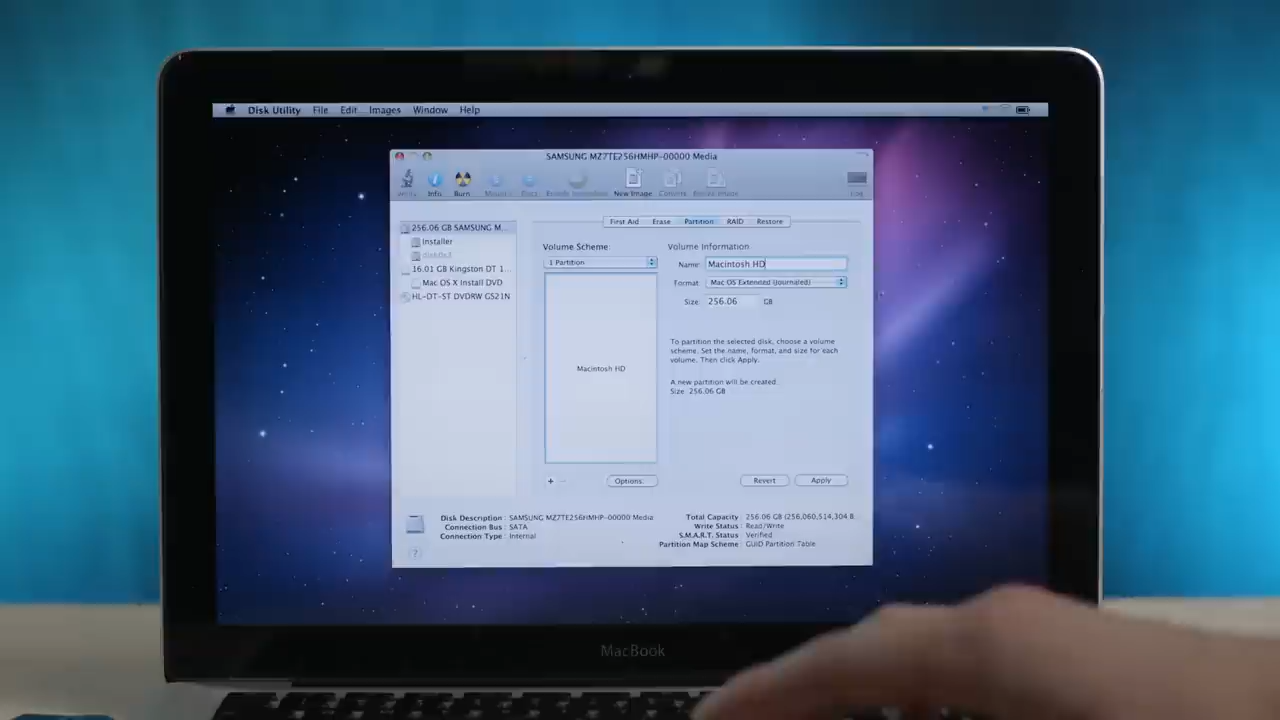 Disk Utility File Edit Images Window Help
SAMSUNG MZ7TE256HMHP-00000 Media
Info Burn New Image Convert Log
First Aid Erase Partition RAID Restore
256.06 GB SAMSUNG M...
Installer
16.01 GB Kingston DT 1...
Mac OS X Install DVD
HL-DT-ST DVDRW GS21N
Volume Scheme:
1 Partition
Macintosh HD
+ −
Options...
Volume Information
Name: Macintosh HD
Format: Mac OS Extended (Journaled)
Size: 256.06 GB
To partition the selected disk, choose a volume
scheme. Set the name, format, and size for each
volume. Then click Apply.
A new partition will be created.
Size: 256.06 GB
Revert Apply
Disk Description : SAMSUNG MZ7TE256HMHP-00000 Media
Connection Bus : SATA
Connection Type : Internal
Total Capacity : 256.06 GB (256,060,514,304 B...
Write Status : Read/Write
S.M.A.R.T. Status : Verified
Partition Map Scheme : GUID Partition Table
?
MacBook